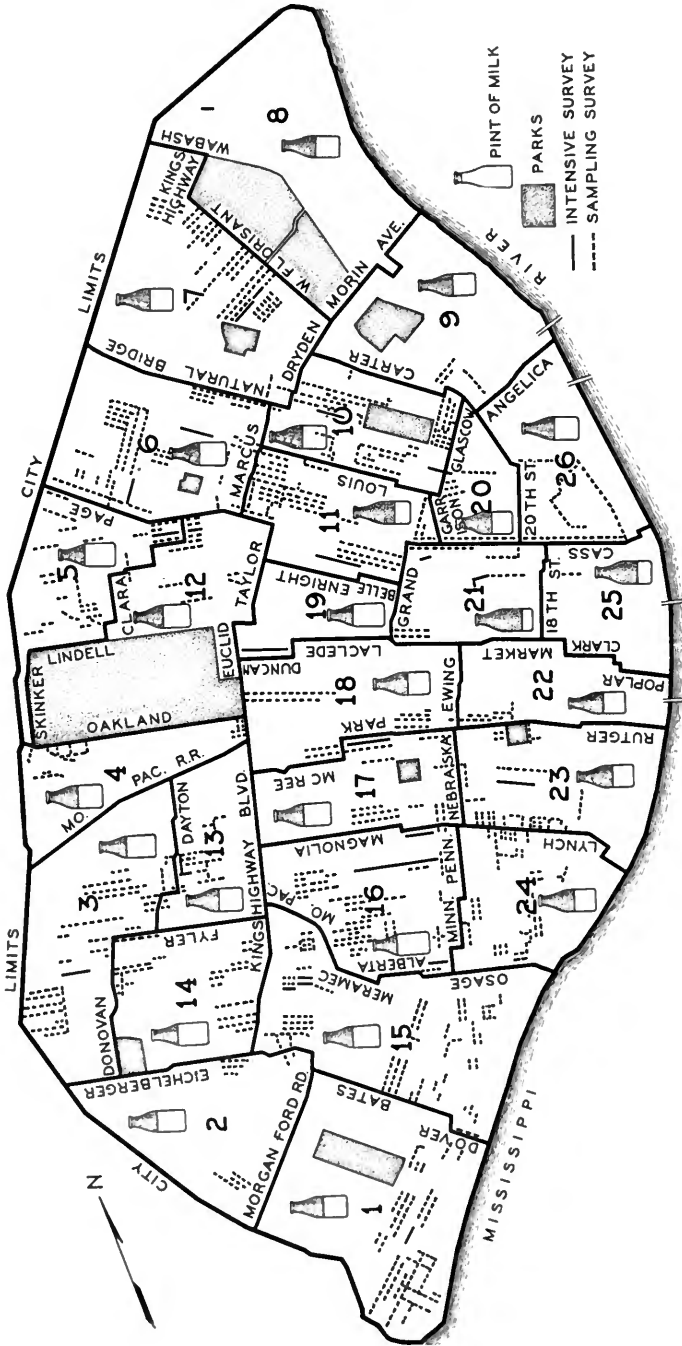 N
CITY
LIMITS
CITY
LIMITS
MISSISSIPPI
RIVER
PINT OF MILK
PARKS
INTENSIVE SURVEY
SAMPLING SURVEY
1
DOVER
BATES
MORGAN FORD RD.
2
EICHELBERGER
DONOVAN
14
FYLER
3
DAYTON
13
KINGS HIGHWAY BLVD.
MO. PAC. R.R.
4
OAKLAND
SKINKER
LINDELL
EUCLID
15
MERAMEC
OSAGE
ALBERTA
MO. PAC.
16
MAGNOLIA
MINN.
PENN.
24
LYNCH
17
MC REE
NEBRASKA
23
RUTGER
18
PARK
DUNCAN
LACLEDE
EWING
22
MARKET
POPLAR
CLARK
19
BELLE
ENRIGHT
TAYLOR
GRAND
21
18TH ST.
25
CASS
5
PAGE
CLARA
12
6
MARCUS
NATURAL BRIDGE
11
LOUIS
10
GARR
ISON
20
GLASCOW
20TH ST.
26
ANGELICA
7
KINGS
HIGHWAY
W. FLORISANT
DRYDEN
CARTER
MORIN AVE.
9
WABASH
8